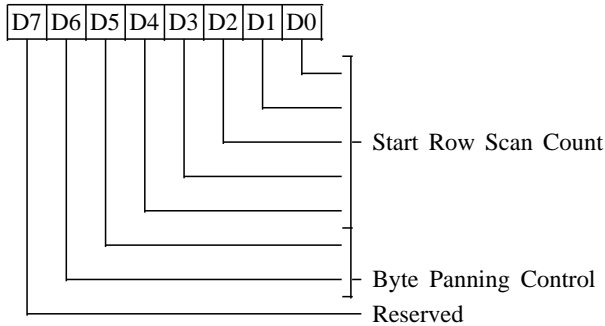 D7 D6 D5 D4 D3 D2 D1 D0
Start Row Scan Count
Byte Panning Control
Reserved